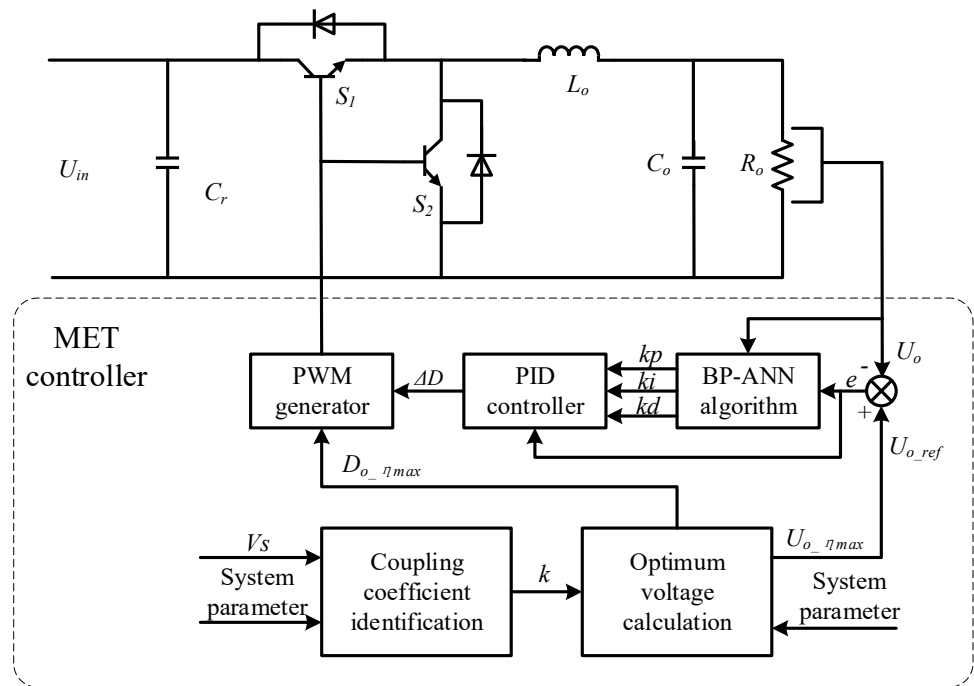 S1
Lo
Uin
Cr
S2
Co
Ro
MET
controller
Uo
PWM
generator
ΔD
PID
controller
kp
ki
kd
BP-ANN
algorithm
e
-
+
Uo_ref
Do_ηmax
Vs
System
parameter
Coupling
coefficient
identification
k
Optimum
voltage
calculation
Uo_ηmax
System
parameter